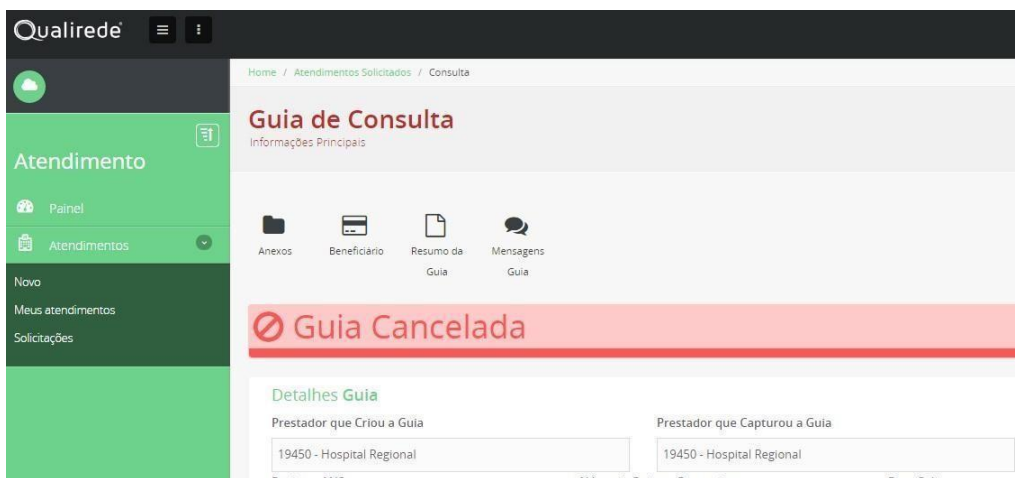 Qualirede
Home / Atendimentos Solicitados / Consulta
Guia de Consulta
Informações Principais
Atendimento
Painel
Atendimentos
Novo
Meus atendimentos
Solicitações
Anexos
Beneficiário
Resumo da
Guia
Mensagens
Guia
Guia Cancelada
Detalhes Guia
Prestador que Criou a Guia
Prestador que Capturou a Guia
19450 - Hospital Regional
19450 - Hospital Regional